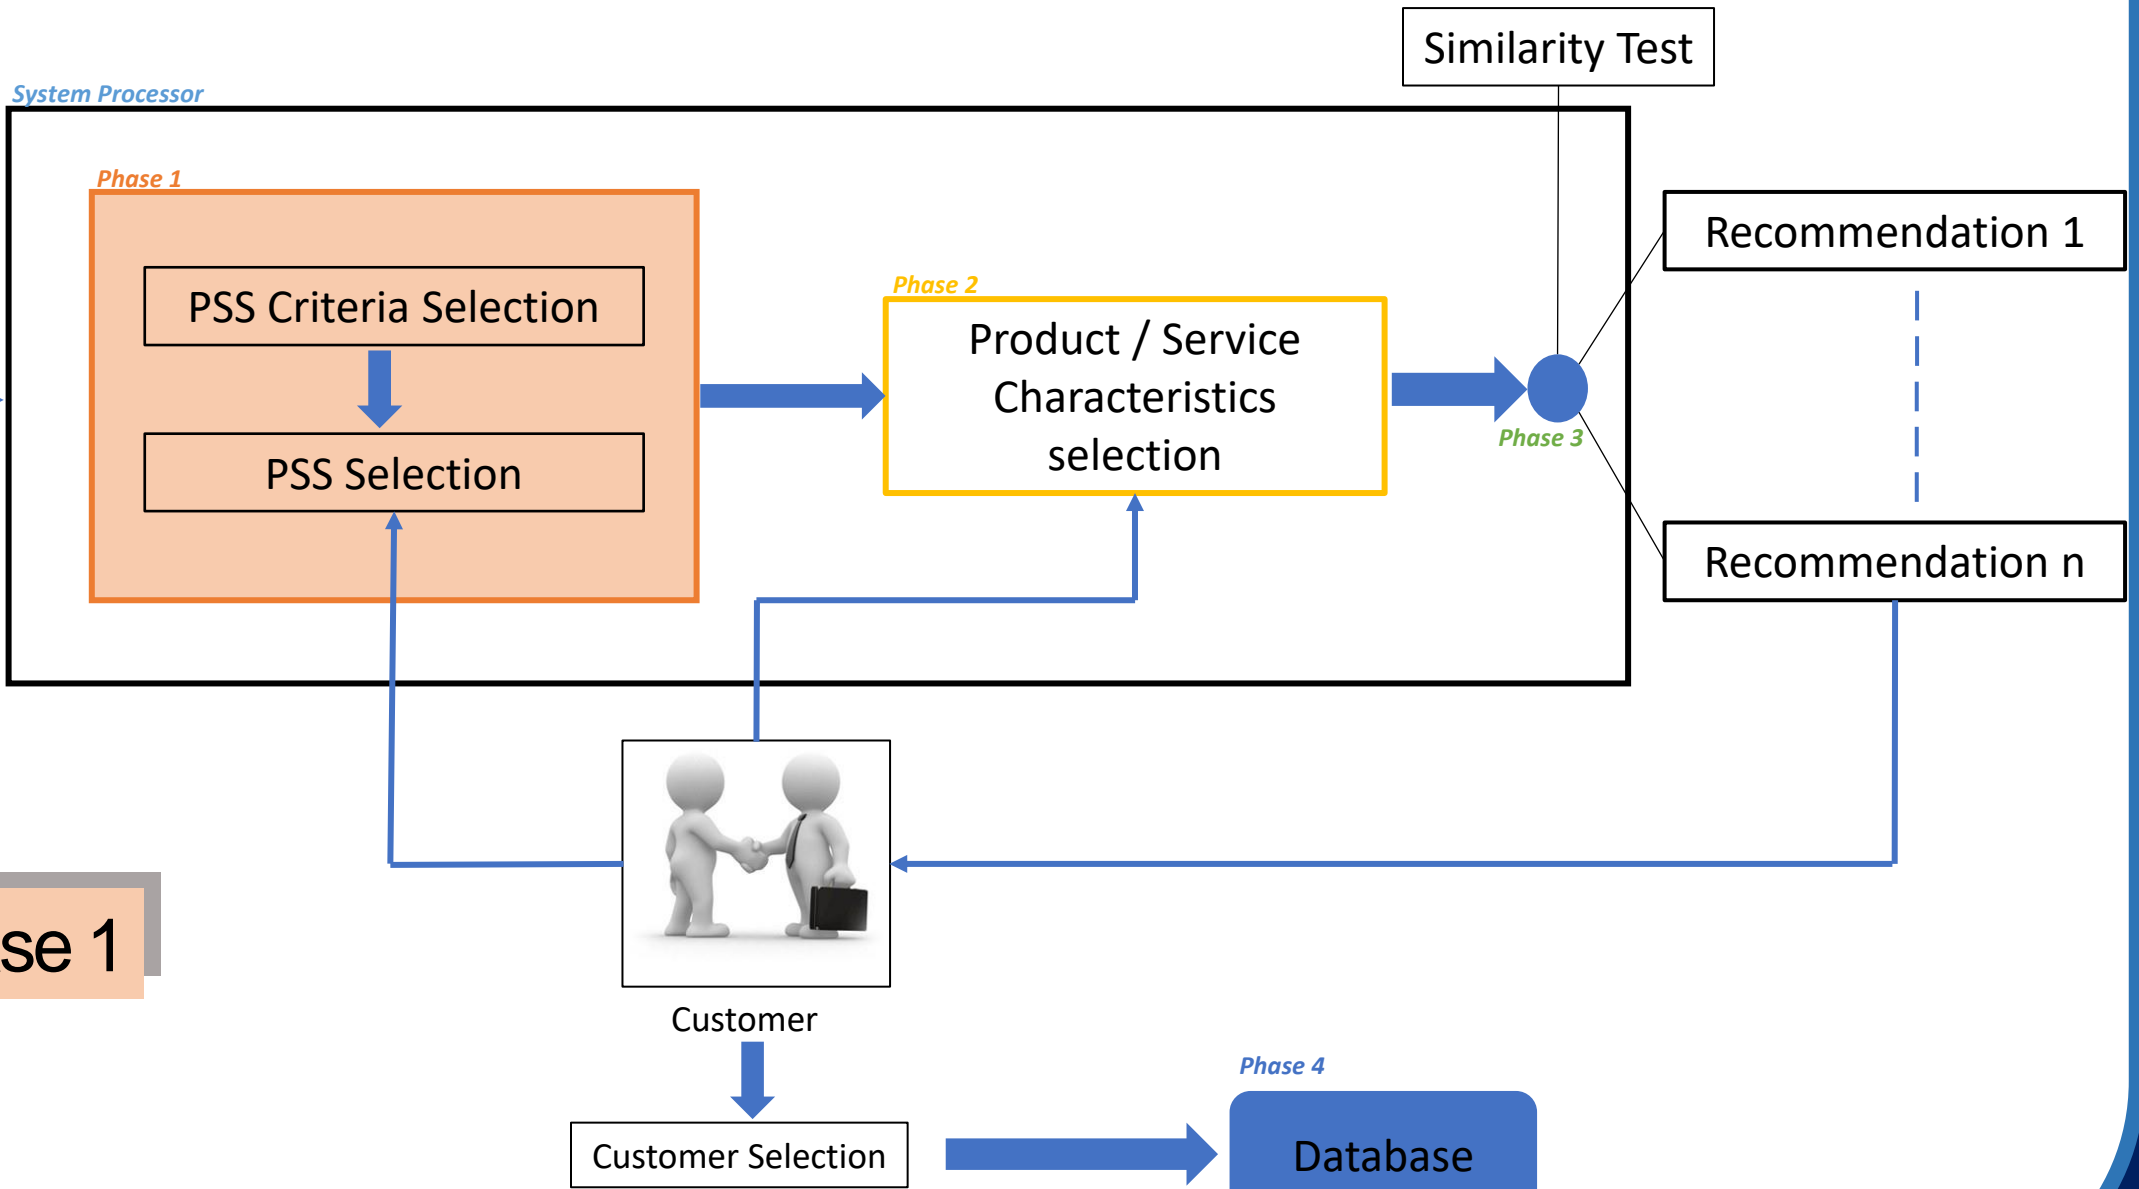 Similarity Test
System Processor
Phase 1
PSS Criteria Selection
PSS Selection
Phase 2
Product / Service
Characteristics
selection
Phase 3
Recommendation 1
Recommendation n
se 1
Customer
Customer Selection
Phase 4
Database